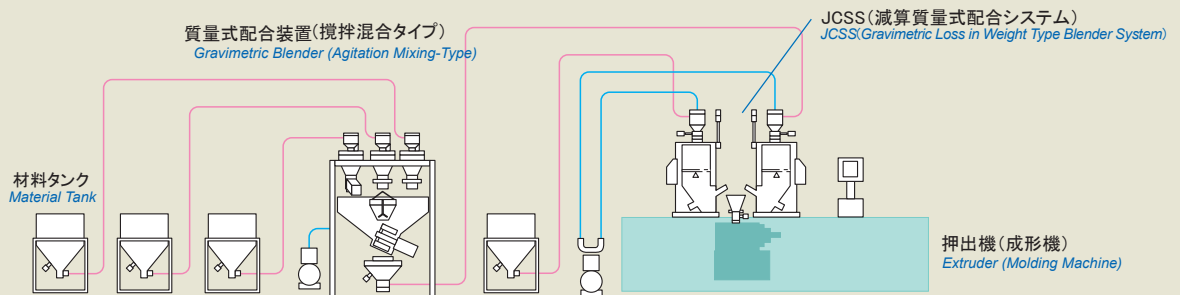 質量式配合装置(撹拌混合タイプ)
Gravimetric Blender (Agitation Mixing-Type)
JCSS(減算質量式配合システム)
JCSS(Gravimetric Loss in Weight Type Blender System)
材料タンク
Material Tank
押出機(成形機)
Extruder (Molding Machine)